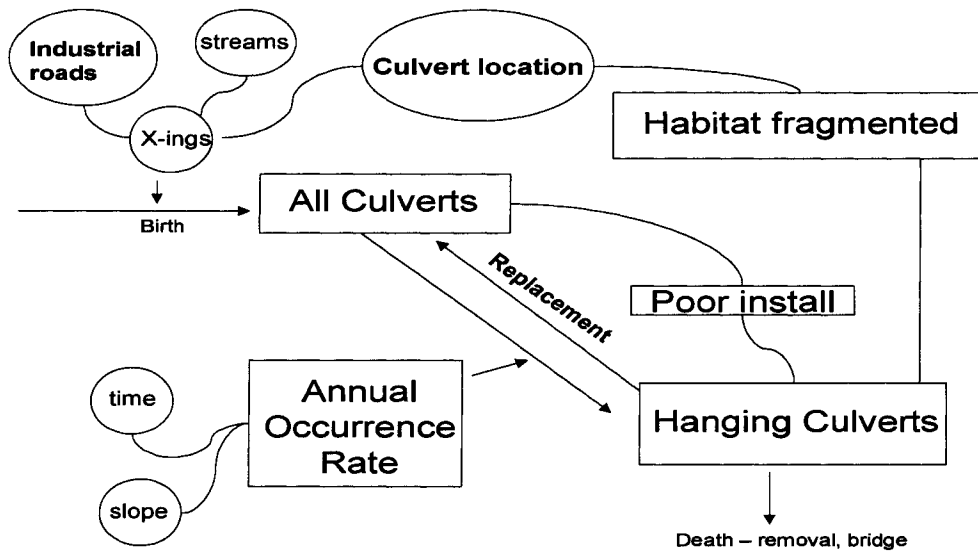 Industrial
roads
streams
Culvert location
X-ings
Habitat fragmented
Birth
All Culverts
Replacement
Poor install
time
slope
Annual
Occurrence
Rate
Hanging Culverts
Death – removal, bridge